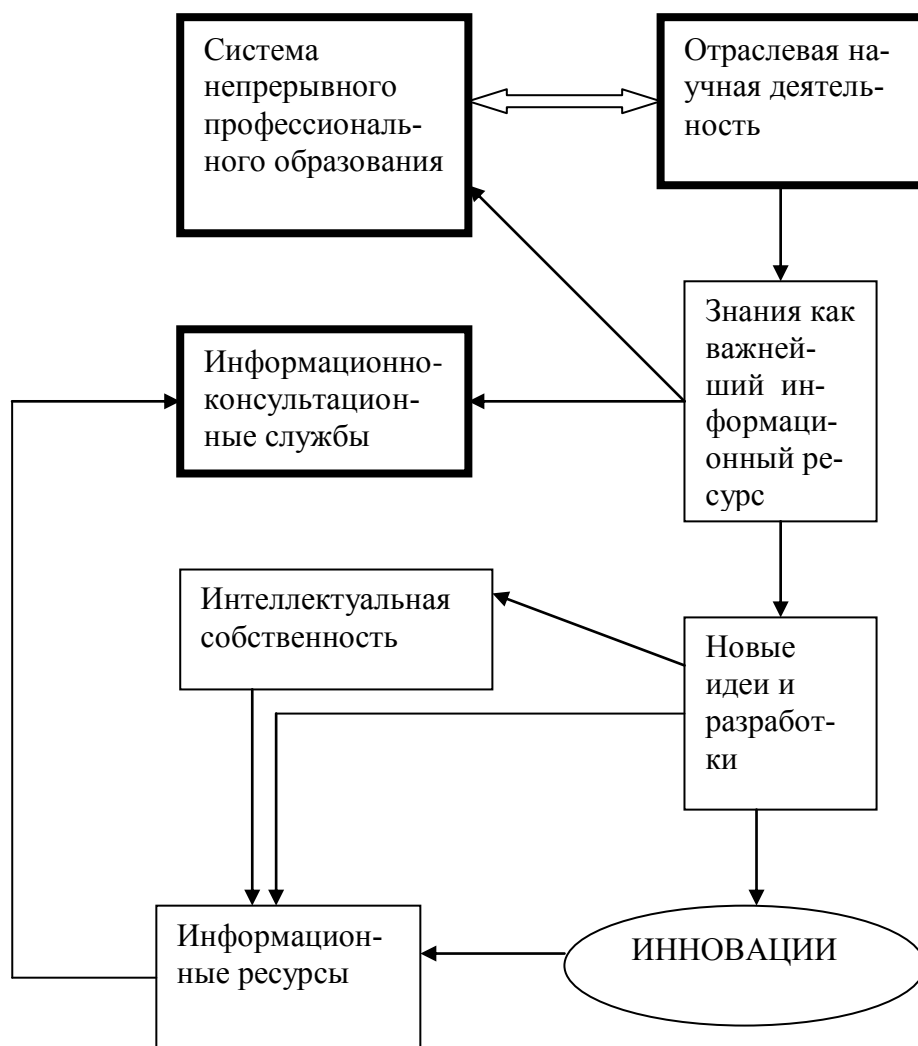 Система
непрерывного
профессиональ-
ного образования
Отраслевая на-
учная деятель-
ность
Знания как
важней-
ший ин-
формаци-
онный ре-
сурс
Информационно-
консультацион-
ные службы
Интеллектуальная
собственность
Новые
идеи и
разработ-
ки
Информацион-
ные ресурсы
ИННОВАЦИИ